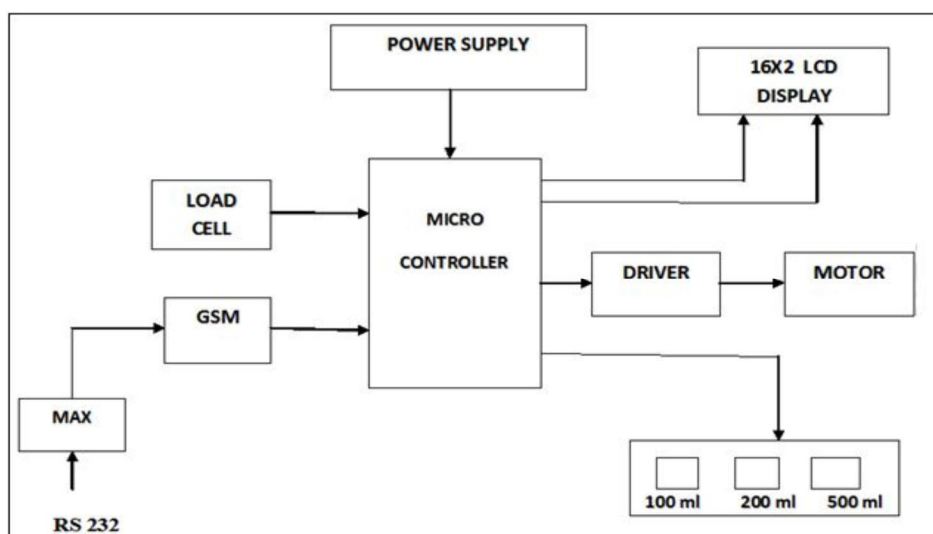 POWER SUPPLY
16X2 LCD
DISPLAY
LOAD
CELL
MICRO
CONTROLLER
DRIVER
MOTOR
GSM
MAX
RS 232
100 ml 200 ml 500 ml